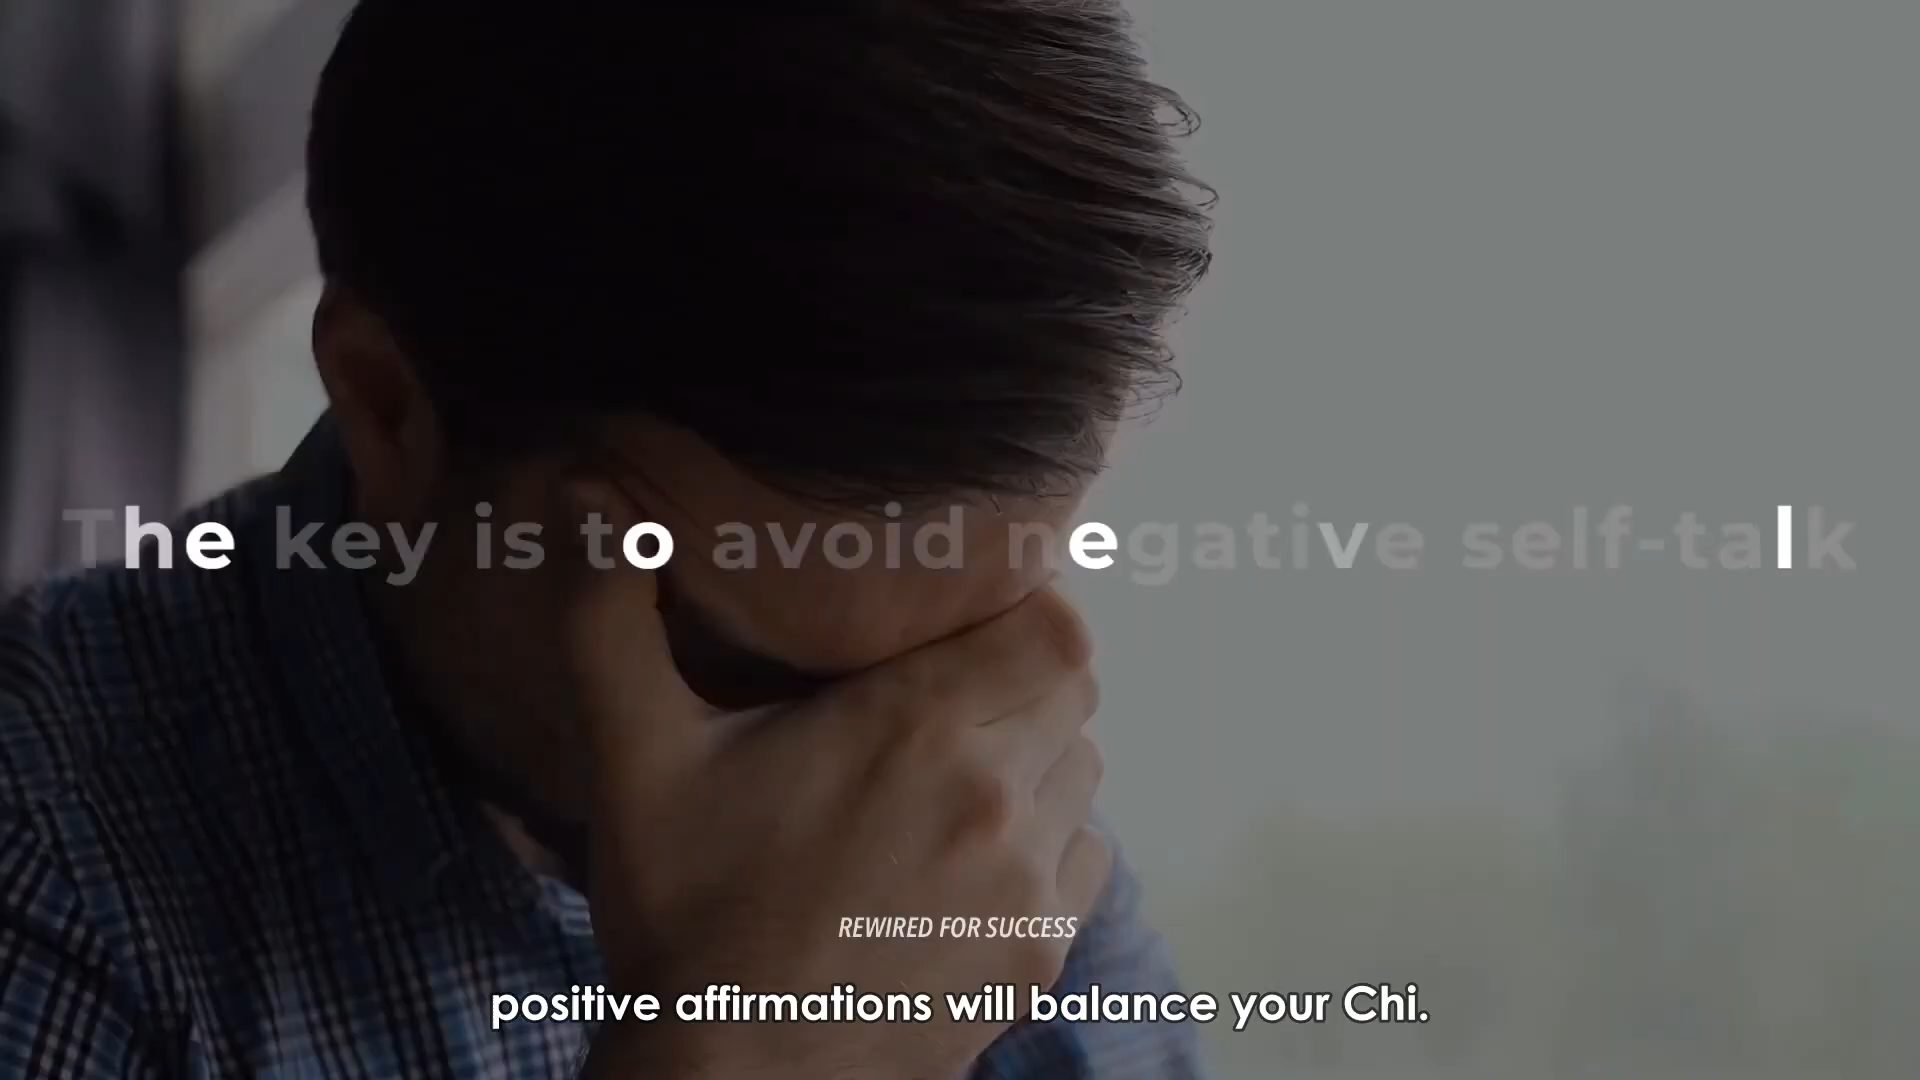 The key is to avoid negative self-talk
REWIRED FOR SUCCESS
positive affirmations will balance your Chi.